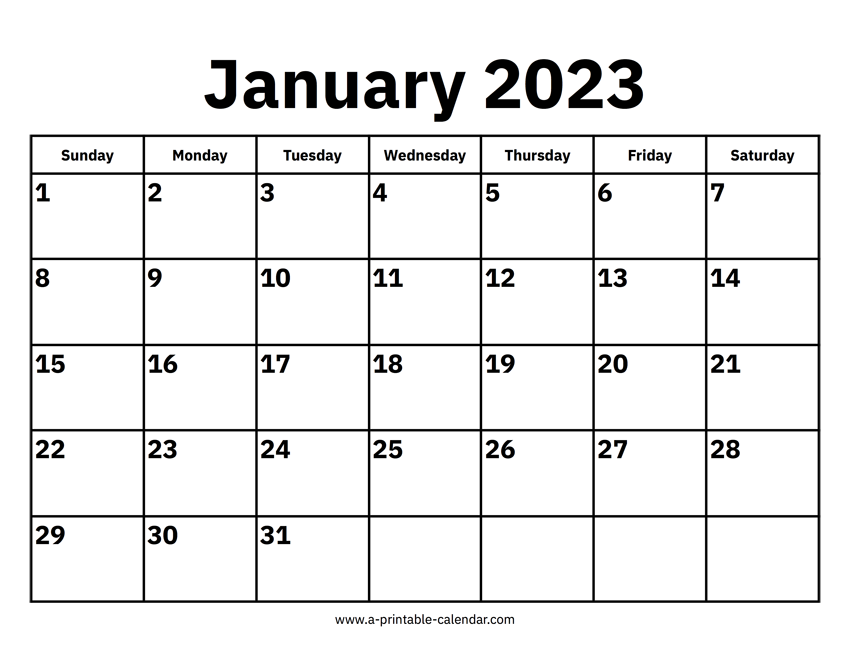 January 2023
Sunday Monday Tuesday Wednesday Thursday Friday Saturday
1 2 3 4 5 6 7
8 9 10 11 12 13 14
15 16 17 18 19 20 21
22 23 24 25 26 27 28
29 30 31
www.a-printable-calendar.com